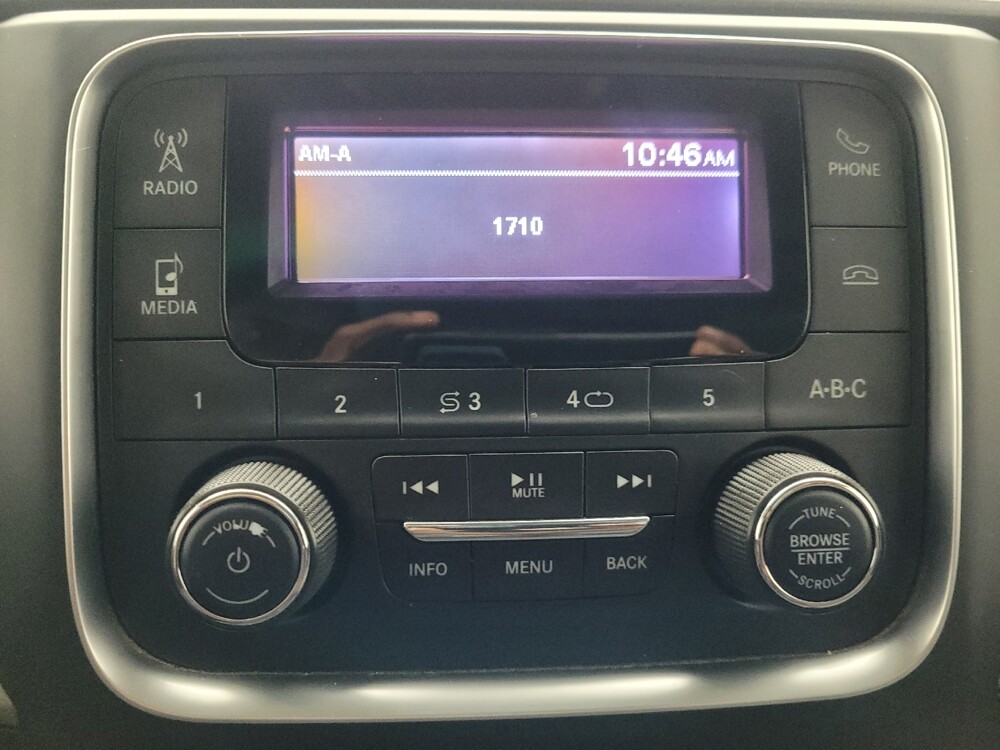 AM-A 10:46AM
1710
RADIO
MEDIA
PHONE
1 2 3 4 5 A·B·C
VOLUME
MUTE
INFO MENU BACK
TUNE
BROWSE
ENTER
SCROLL